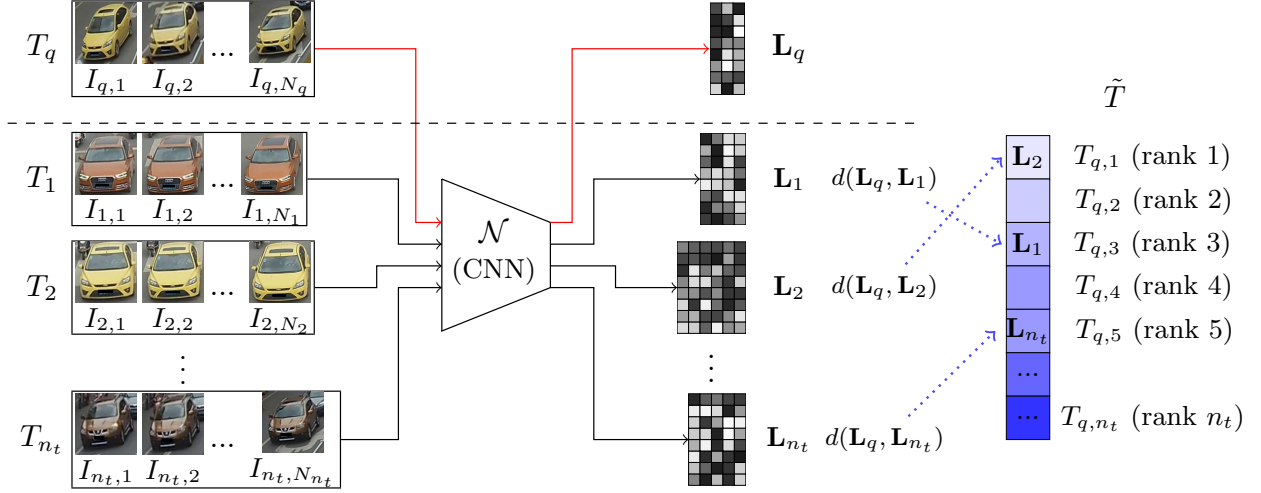 T_q I_{q,1} I_{q,2} ... I_{q,N_q} L_q
T̃
T_1 I_{1,1} I_{1,2} ... I_{1,N_1} L_1 d(L_q, L_1)
T_2 I_{2,1} I_{2,2} ... I_{2,N_2} L_2 d(L_q, L_2)
⋮ ⋮
T_{n_t} I_{n_t,1} I_{n_t,2} ... I_{n_t,N_{n_t}} L_{n_t} d(L_q, L_{n_t})
𝒩
(CNN)
L_2 T_{q,1} (rank 1)
T_{q,2} (rank 2)
L_1 T_{q,3} (rank 3)
T_{q,4} (rank 4)
L_{n_t} T_{q,5} (rank 5)
...
... T_{q,n_t} (rank n_t)